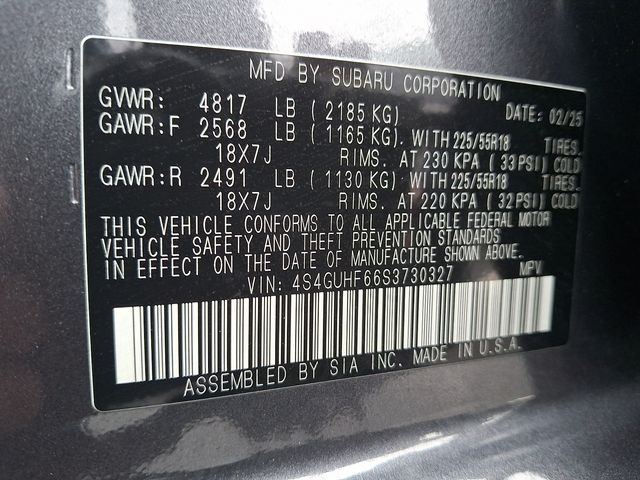 MFD BY SUBARU CORPORATION
GVWR: 4817 LB (2185 KG) DATE: 02/25
GAWR:F 2568 LB (1165 KG). WITH 225/55R18 TIRES.
18X7J RIMS. AT 230 KPA (33 PSI) COLD
GAWR:R 2491 LB (1130 KG) WITH 225/55R18 TIRES.
18X7J RIMS. AT 220 KPA (32 PSI) COLD
THIS VEHICLE CONFORMS TO ALL APPLICABLE FEDERAL MOTOR
VEHICLE SAFETY AND THEFT PREVENTION STANDARDS
IN EFFECT ON THE DATE OF MANUFACTURE SHOWN ABOVE.
VIN: 4S4GUHF66S3730327 MPV
ASSEMBLED BY SIA INC. MADE IN U.S.A.